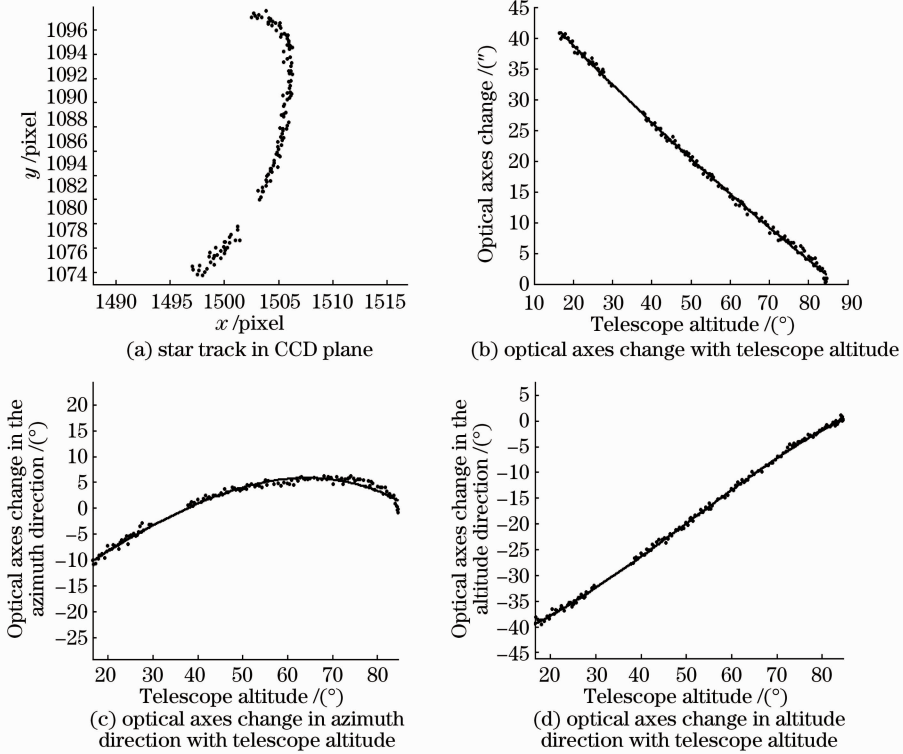 1096
1094
1092
1090
1088
1086
1094
1082
1080
1078
1076
1074
y /pixel
1490 1495 1500 1505 1510 1515
x /pixel
(a) star track in CCD plane
45
40
35
30
25
20
15
10
5
0
Optical axes change /(″)
10 20 30 40 50 60 70 80 90
Telescope altitude /(°)
(b) optical axes change with telescope altitude
20
15
10
5
0
−5
−10
−15
−20
−25
Optical axes change in the
azimuth direction /(°)
20 30 40 50 60 70 80
Telescope altitude /(°)
(c) optical axes change in azimuth
direction with telescope altitude
5
0
−5
−10
−15
−20
−25
−30
−35
−40
−45
Optical axes change in the
altitude direction /(°)
20 30 40 50 60 70 80
Telescope altitude /(°)
(d) optical axes change in altitude
direction with telescope altitude